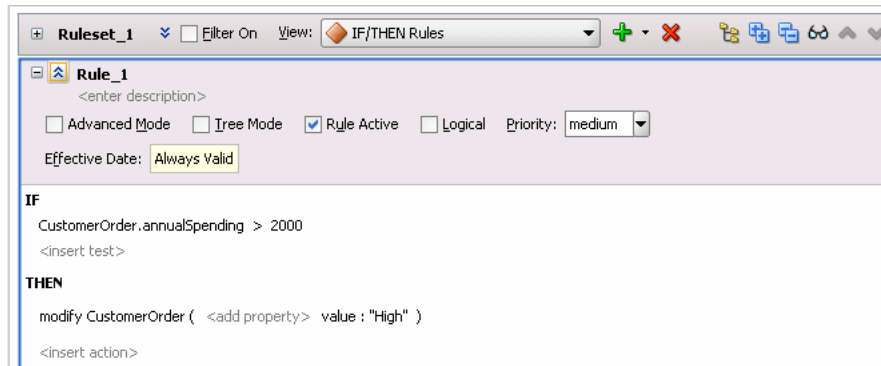 Ruleset_1 Filter On View: IF/THEN Rules
Rule_1
<enter description>
Advanced Mode Tree Mode Rule Active Logical Priority: medium
Effective Date: Always Valid
IF
CustomerOrder.annualSpending > 2000
<insert test>
THEN
modify CustomerOrder ( <add property> value : "High" )
<insert action>